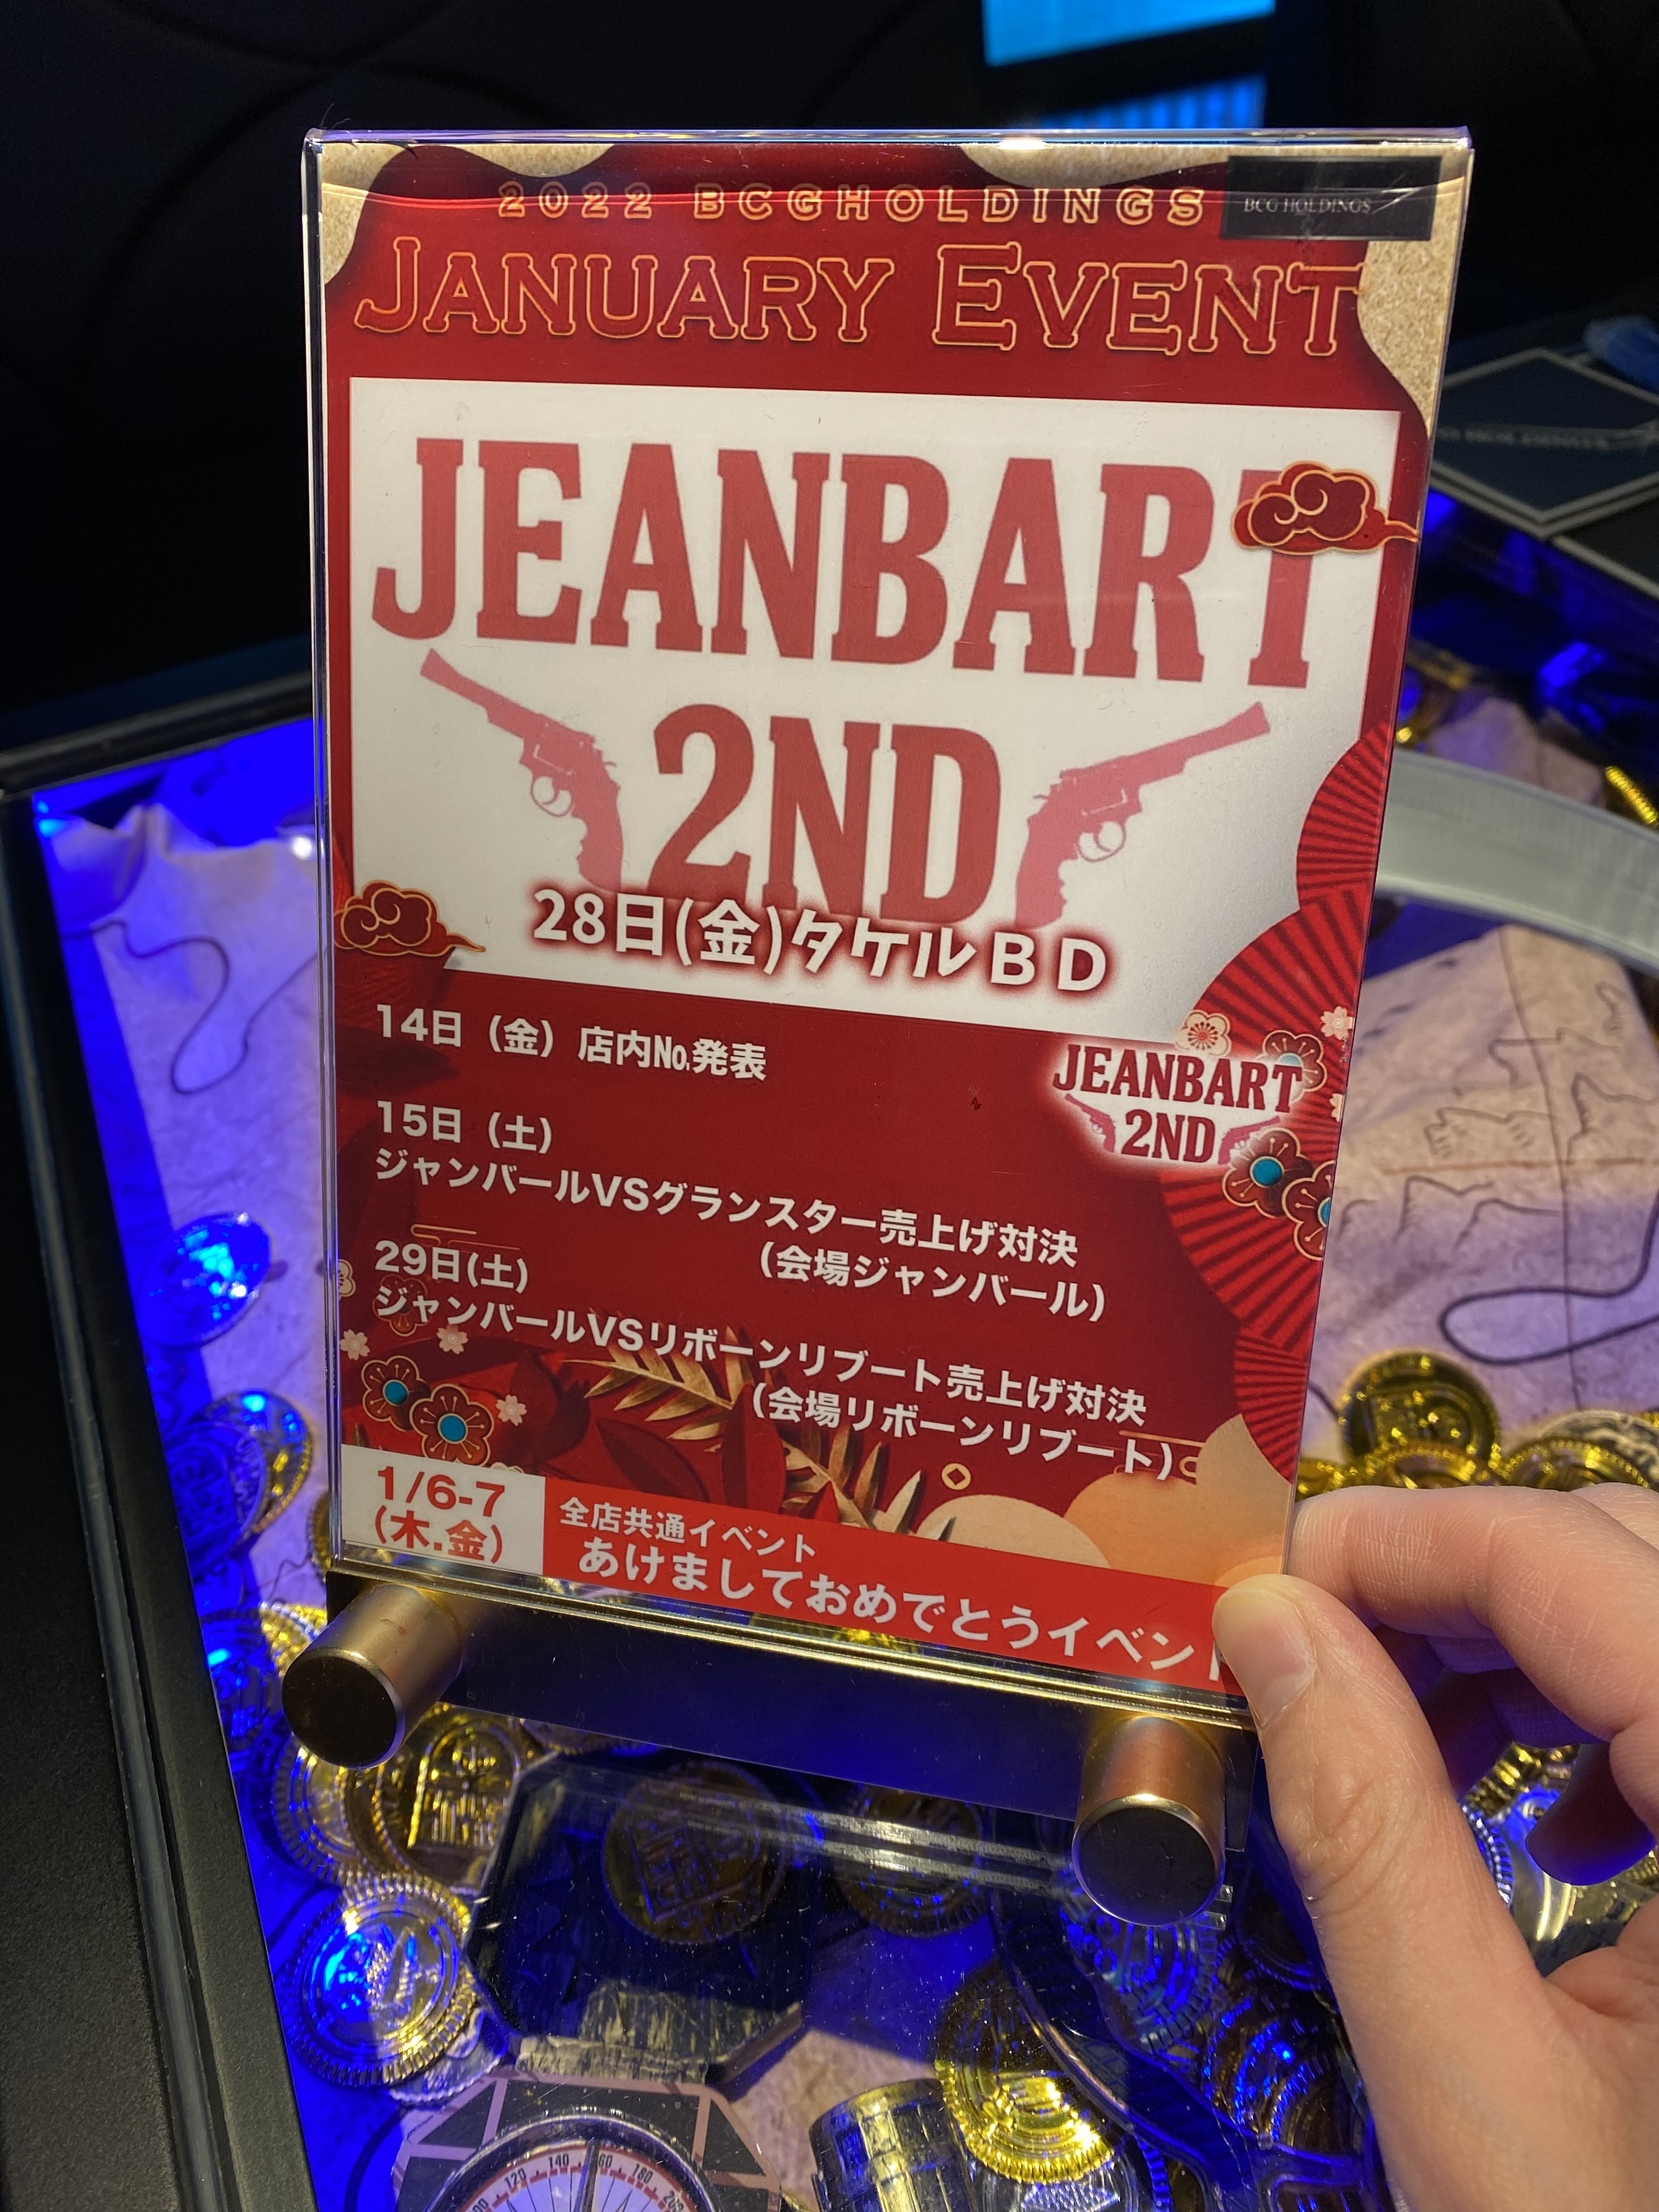 2022 BCGHOLDINGS
BCG HOLDINGS
JANUARY EVENT
JEANBART
2ND
28日(金)タケルBD
14日（金）店内No.発表
JEANBART
2ND
15日（土）
ジャンバールVSグランスター売上げ対決
（会場ジャンバール）
29日(土)
ジャンバールVSリボーンリブート売上げ対決
（会場リボーンリブート）
1/6-7
（木.金）
全店共通イベント
あけましておめでとうイベント
120 140 160 180